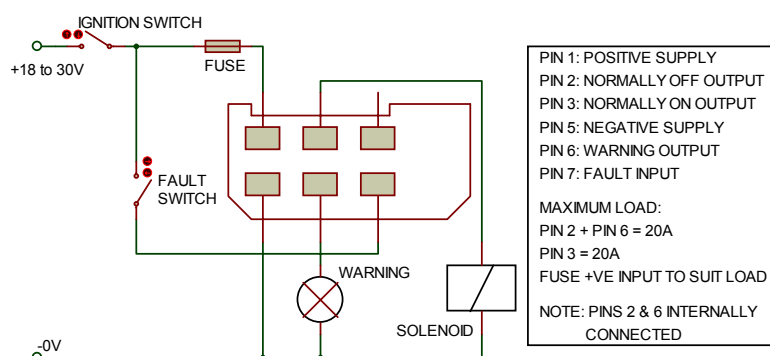 IGNITION SWITCH
+18 to 30V
FUSE
FAULT
SWITCH
WARNING
SOLENOID
-0V
PIN 1: POSITIVE SUPPLY
PIN 2: NORMALLY OFF OUTPUT
PIN 3: NORMALLY ON OUTPUT
PIN 5: NEGATIVE SUPPLY
PIN 6: WARNING OUTPUT
PIN 7: FAULT INPUT
MAXIMUM LOAD:
PIN 2 + PIN 6 = 20A
PIN 3 = 20A
FUSE +VE INPUT TO SUIT LOAD
NOTE: PINS 2 & 6 INTERNALLY
CONNECTED